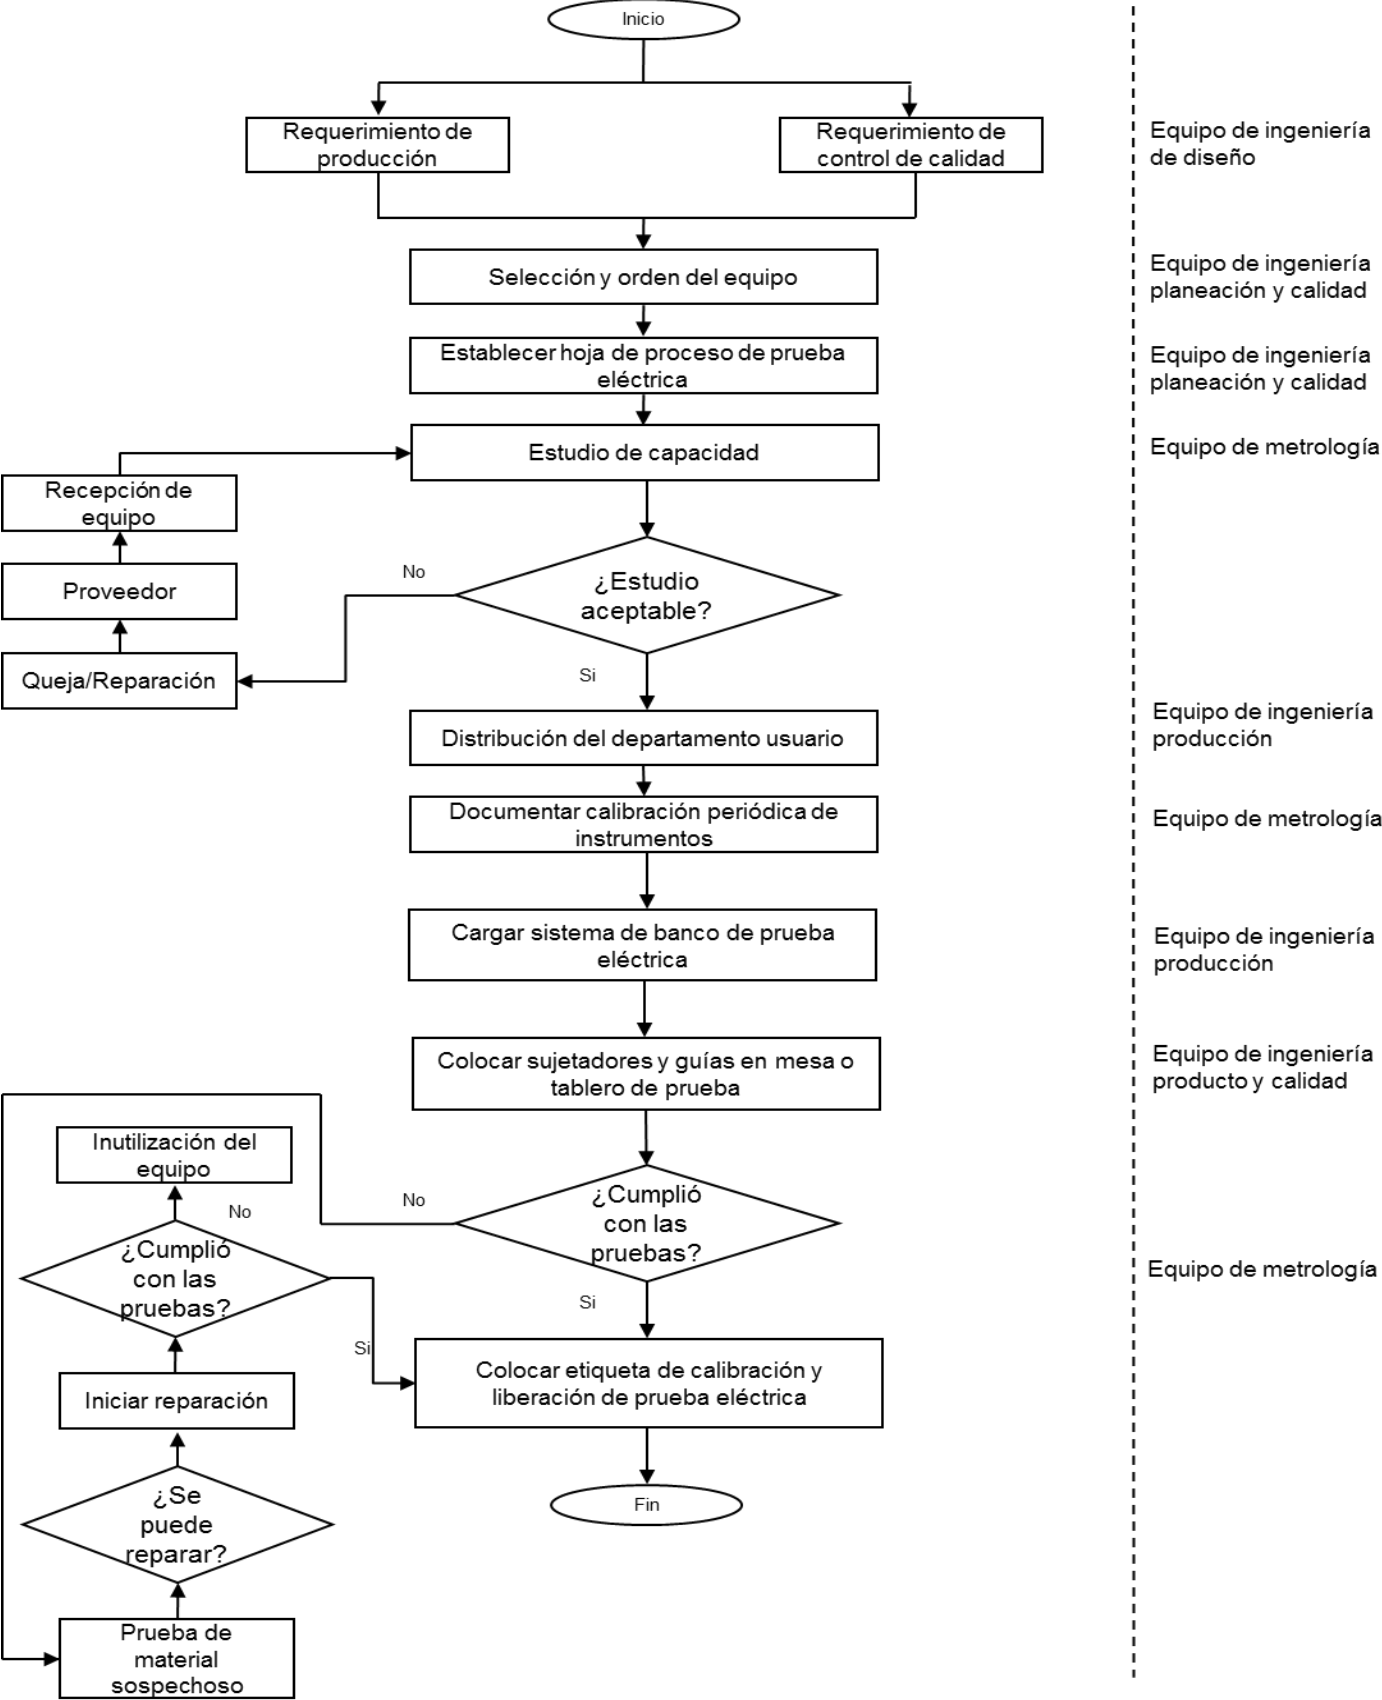 Inicio
Requerimiento de
producción
Requerimiento de
control de calidad
Equipo de ingeniería
de diseño
Selección y orden del equipo
Equipo de ingeniería
planeación y calidad
Establecer hoja de proceso de prueba
eléctrica
Equipo de ingeniería
planeación y calidad
Estudio de capacidad
Equipo de metrología
Recepción de
equipo
Proveedor
No
¿Estudio
aceptable?
Queja/Reparación
Si
Distribución del departamento usuario
Equipo de ingeniería
producción
Documentar calibración periódica de
instrumentos
Equipo de metrología
Cargar sistema de banco de prueba
eléctrica
Equipo de ingeniería
producción
Colocar sujetadores y guías en mesa o
tablero de prueba
Equipo de ingeniería
producto y calidad
Inutilización del
equipo
No
No
¿Cumplió
con las
pruebas?
¿Cumplió
con las
pruebas?
Equipo de metrología
Si
Si
Colocar etiqueta de calibración y
liberación de prueba eléctrica
Iniciar reparación
¿Se
puede
reparar?
Fin
Prueba de
material
sospechoso